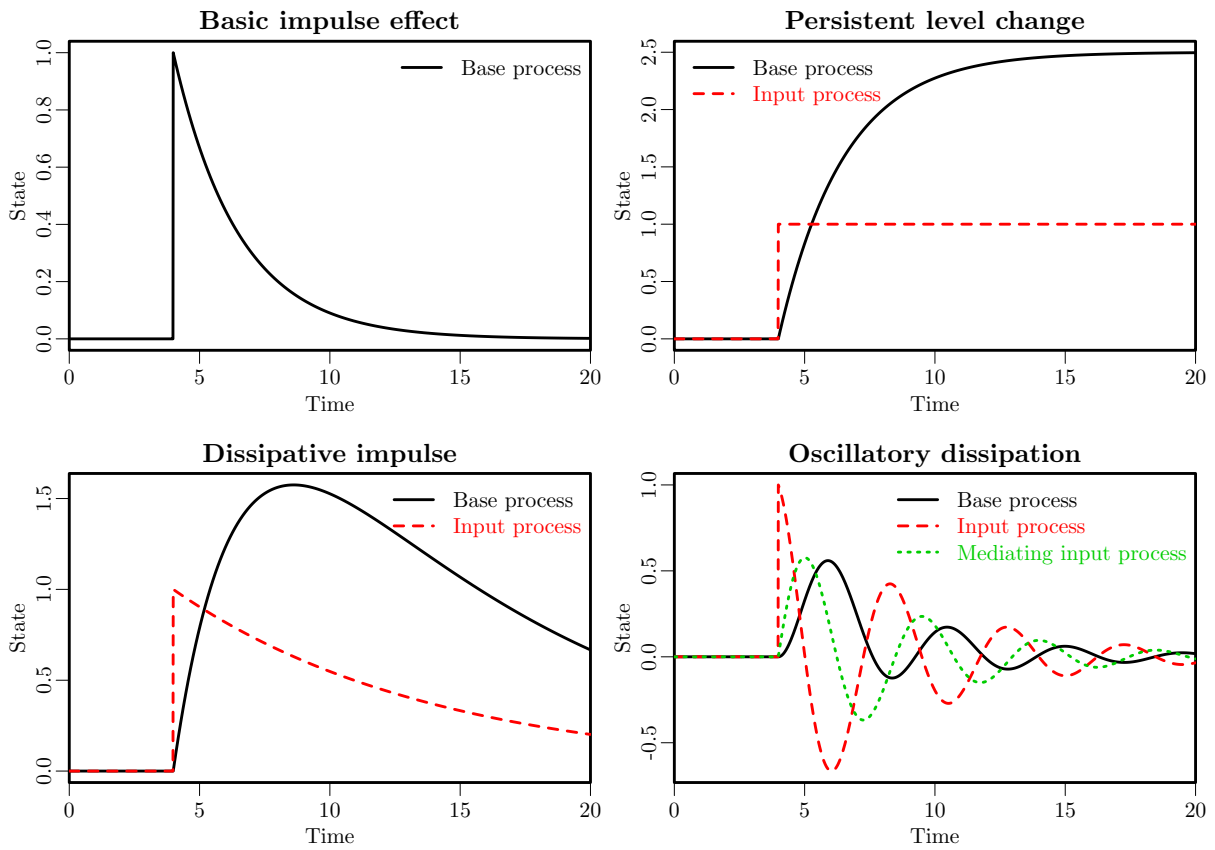 Basic impulse effect
Base process
State
0.0
0.2
0.4
0.6
0.8
1.0
0
5
10
15
20
Time
Persistent level change
Base process
Input process
State
0.0
0.5
1.0
1.5
2.0
2.5
0
5
10
15
20
Time
Dissipative impulse
Base process
Input process
State
0.0
0.5
1.0
1.5
0
5
10
15
20
Time
Oscillatory dissipation
Base process
Input process
Mediating input process
State
-0.5
0.0
0.5
1.0
0
5
10
15
20
Time